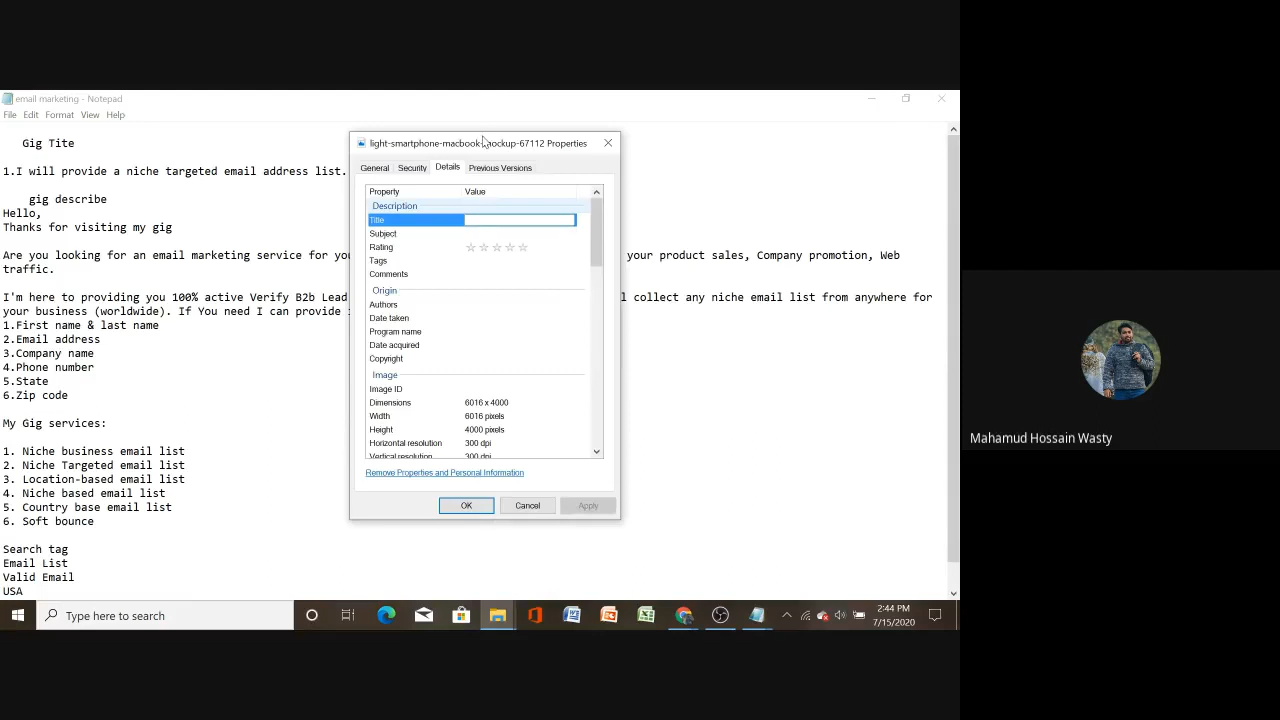 email marketing - Notepad
File Edit Format View Help
Gig Tite
1.I will provide a niche targeted email address list.
gig describe
Hello,
Thanks for visiting my gig
Are you looking for an email marketing service for you
your product sales, Company promotion, Web
traffic.
I'm here to providing you 100% active Verify B2b Lead
l collect any niche email list from anywhere for
your business (worldwide). If You need I can provide
1.First name & last name
2.Email address
3.Company name
4.Phone number
5.State
6.Zip code
My Gig services:
1. Niche business email list
2. Niche Targeted email list
3. Location-based email list
4. Niche based email list
5. Country base email list
6. Soft bounce
Search tag
Email List
Valid Email
USA
light-smartphone-macbook-mockup-67112 Properties
General Security Details Previous Versions
Property Value
Description
Title
Subject
Rating
Tags
Comments
Origin
Authors
Date taken
Program name
Date acquired
Copyright
Image
Image ID
Dimensions 6016 x 4000
Width 6016 pixels
Height 4000 pixels
Horizontal resolution 300 dpi
Vertical resolution 300 dpi
Remove Properties and Personal Information
OK Cancel Apply
Type here to search
2:44 PM
7/15/2020
Mahamud Hossain Wasty